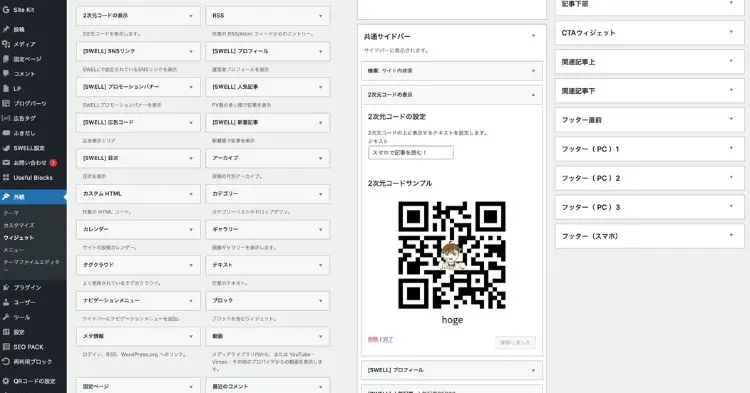 Site Kit
投稿
メディア
固定ページ
コメント
LP
ブログパーツ
広告タグ
ふきだし
SWELL設定
お問い合わせ 1
Useful Blocks
外観
テーマ
カスタマイズ
ウィジェット
メニュー
テーマファイルエディター
プラグイン
ユーザー
ツール
設定
SEO PACK
再利用ブロック
QRコードの設定
2次元コードの表示
2次元コードを表示します。
[SWELL] SNSリンク
SWELLで設定されているSNSリンクを表示
[SWELL] プロモーションバナー
SWELLプロモーションバナーを表示
[SWELL] 広告コード
広告表示エリア
[SWELL] 目次
目次を表示
カスタム HTML
任意の HTML コード。
カレンダー
サイトの投稿カレンダー。
タグクラウド
よく使用されているタグのクラウド。
ナビゲーションメニュー
サイドバーにナビゲーションメニューを追加。
メタ情報
ログイン、RSS、WordPress.org へのリンク。
固定ページ
RSS
任意の RSS/Atom フィードからのエントリー。
[SWELL] プロフィール
運営者プロフィールを表示
[SWELL] 人気記事
PV数の多い順で記事を表示
[SWELL] 新着記事
新着順で記事を表示
アーカイブ
投稿の月別アーカイブ。
カテゴリー
カテゴリーリストやドロップダウン。
ギャラリー
画像ギャラリーを表示します。
テキスト
任意のテキスト。
ブロック
ブロックを含むウィジェット。
動画
メディアライブラリ内から、または YouTube・
Vimeo・その他のプロバイダからの動画を表示しま
す。
最近のコメント
共通サイドバー
サイドバーに表示されます。
検索: サイト内検索
2次元コードの表示
2次元コードの設定
2次元コードの上に表示するテキストを設定します。
テキスト
スマホで記事を読む！
2次元コードサンプル
hoge
削除 | 完了
保存しました
[SWELL] プロフィール
記事下部
CTAウィジェット
関連記事上
関連記事下
フッター直前
フッター（PC）1
フッター（PC）2
フッター（PC）3
フッター（スマホ）